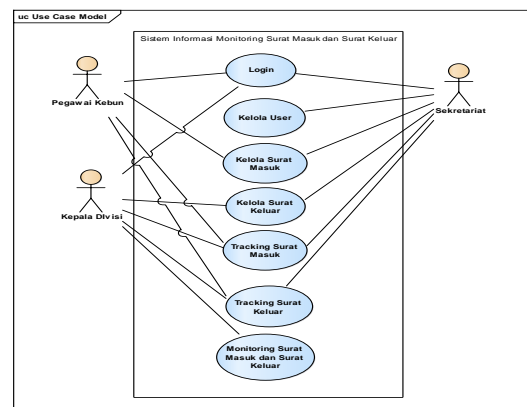 uc Use Case Model
Sistem Informasi Monitoring Surat Masuk dan Surat Keluar
Login
Pegawai Kebun
Sekretariat
Kelola User
Kelola Surat
Masuk
Kelola Surat
Keluar
Kepala DIvisi
Tracking Surat
Masuk
Tracking Surat
Keluar
Monitoring Surat
Masuk dan Surat
Keluar